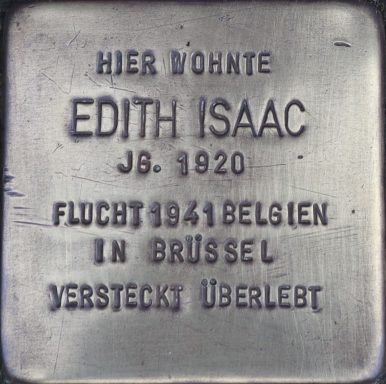 HIER WOHNTE
EDITH ISAAC
JG. 1920
FLUCHT 1941 BELGIEN
IN BRÜSSEL
VERSTECKT ÜBERLEBT